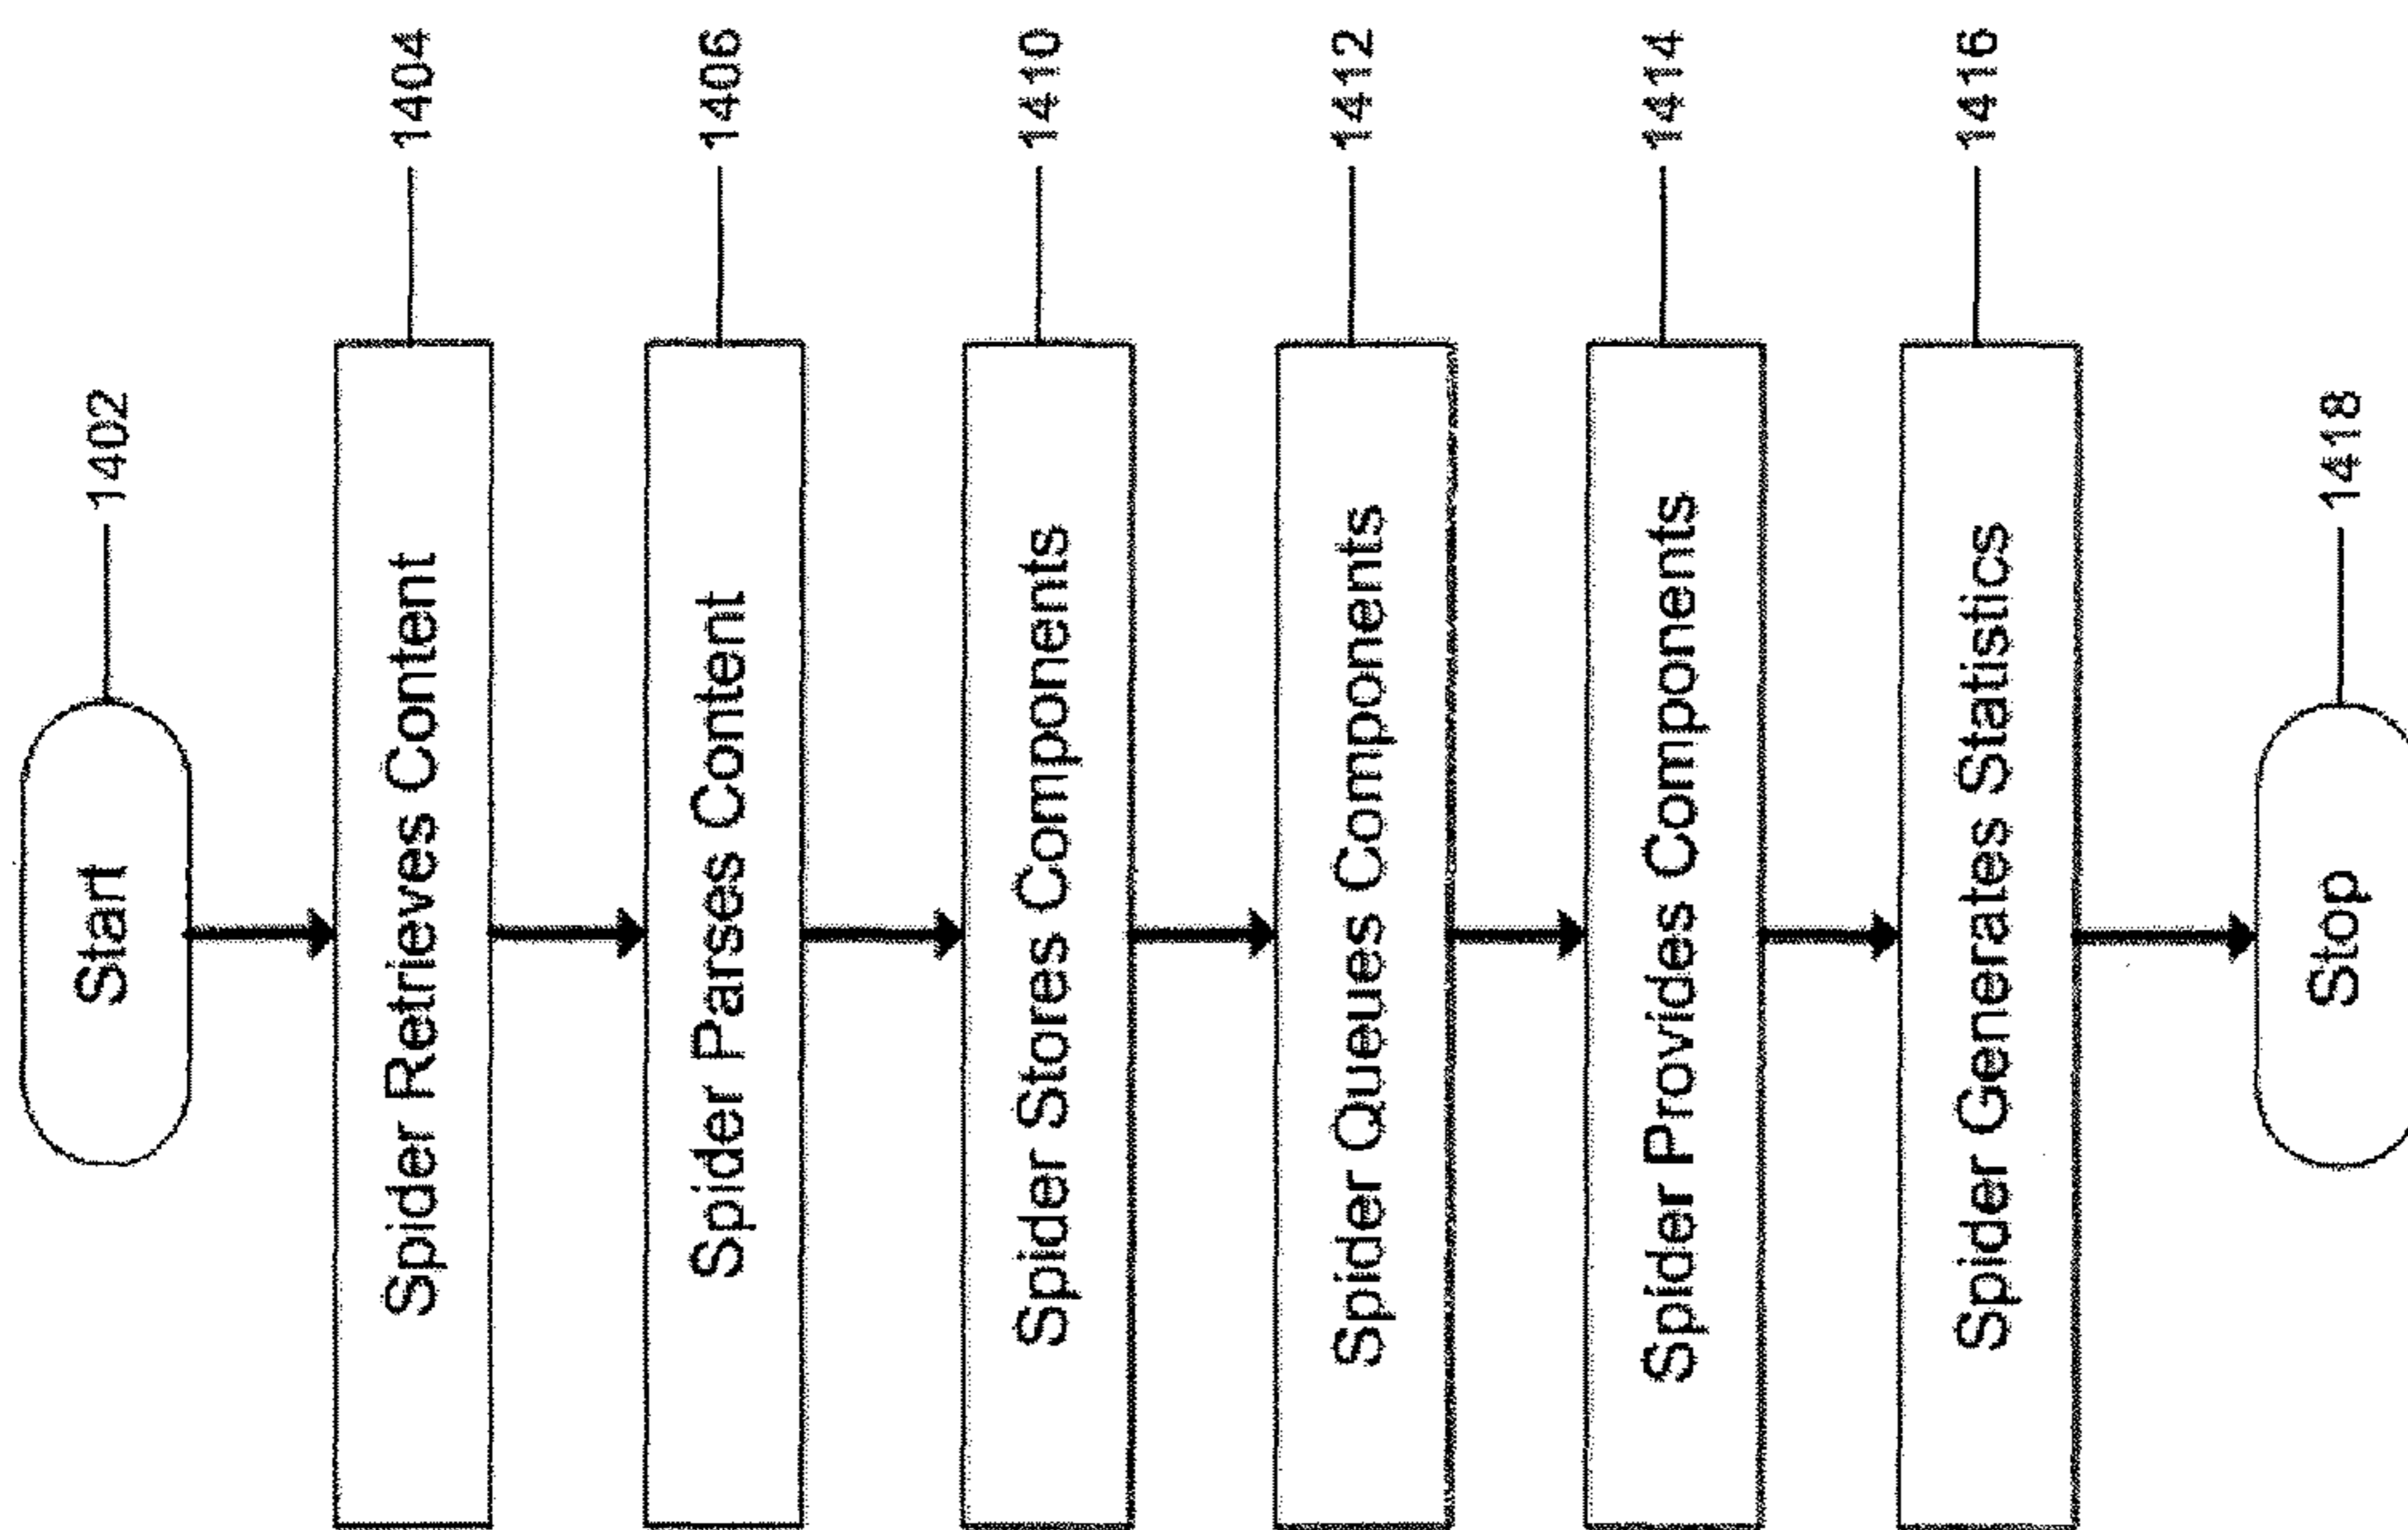 Start
1402
Spider Retrieves Content
1404
Spider Parses Content
1406
Spider Stores Components
1410
Spider Queues Components
1412
Spider Provides Components
1414
Spider Generates Statistics
1416
Stop
1418